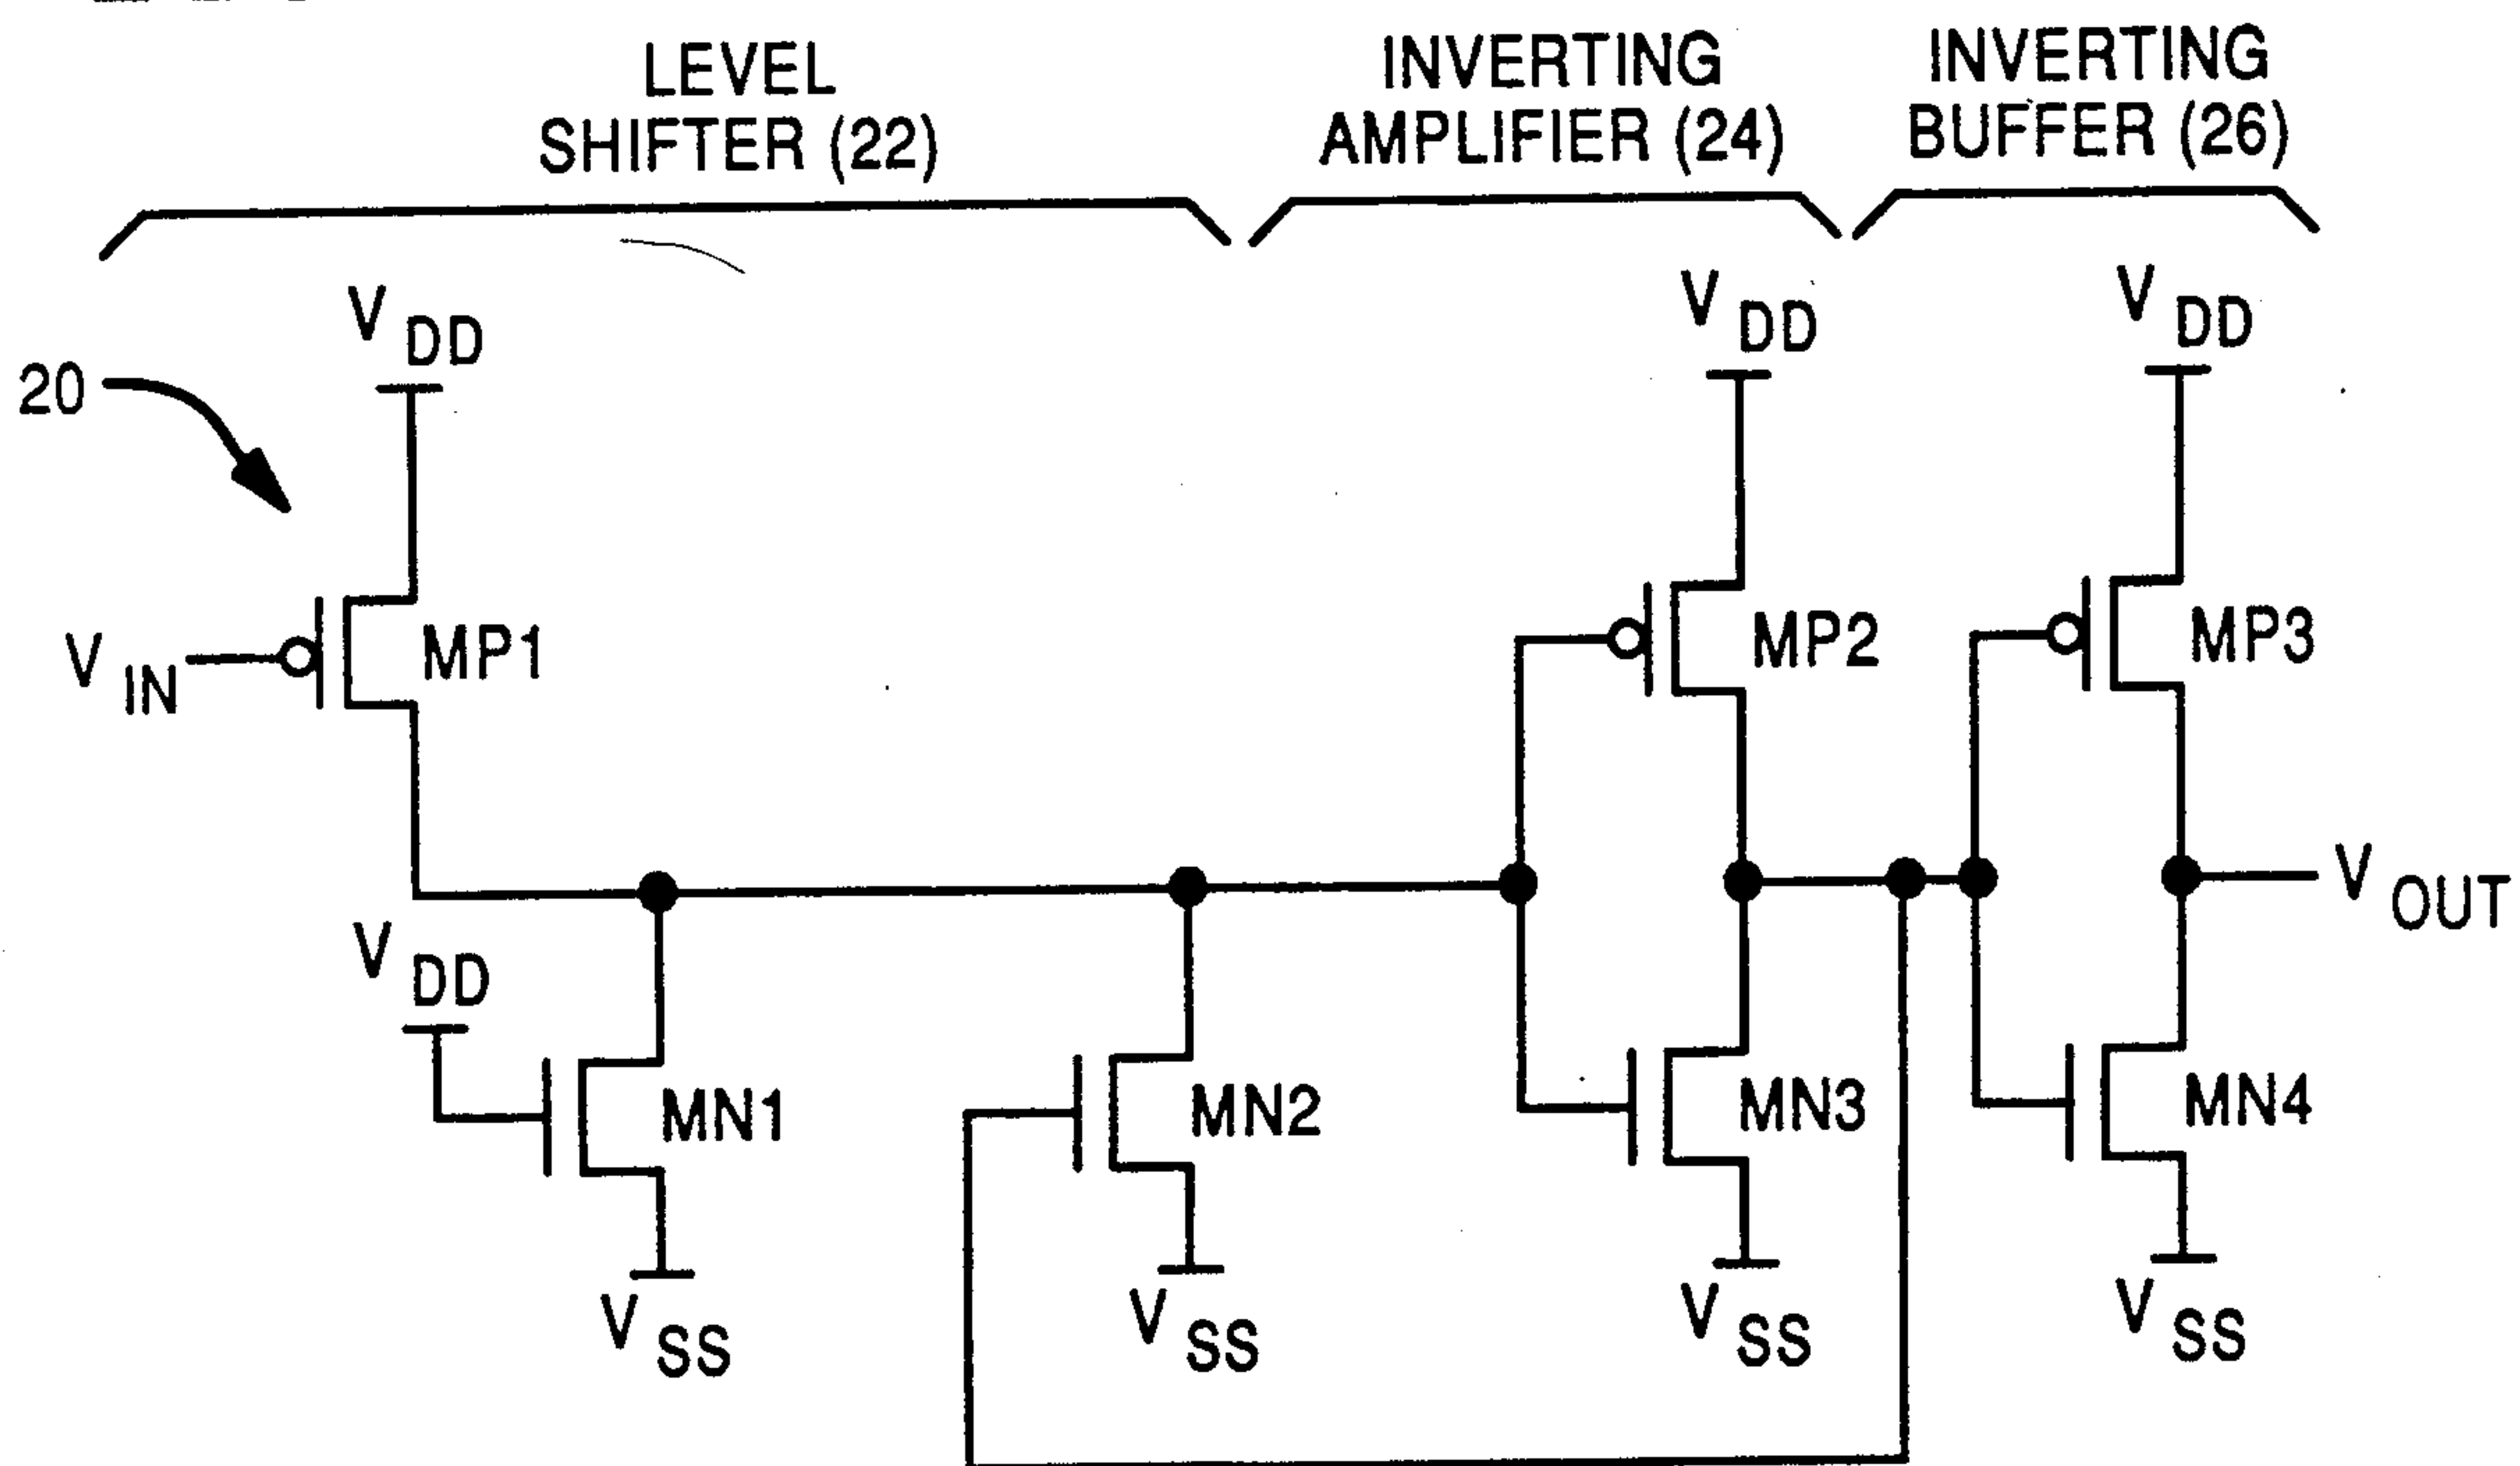 LEVEL
SHIFTER (22)
INVERTING
AMPLIFIER (24)
INVERTING
BUFFER (26)
VDD
VDD
VDD
20
VIN
MP1
MP2
MP3
VOUT
VDD
MN1
MN2
MN3
MN4
VSS
VSS
VSS
VSS